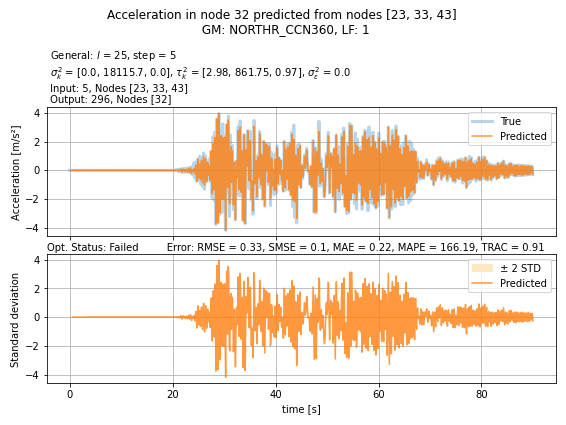 Acceleration in node 32 predicted from nodes [23, 33, 43]
GM: NORTHR_CCN360, LF: 1
General: l = 25, step = 5
σ²ₖ = [0.0, 18115.7, 0.0], τ²ₖ = [2.98, 861.75, 0.97], σ²ε = 0.0
Input: 5, Nodes [23, 33, 43]
Output: 296, Nodes [32]
Acceleration [m/s²]
4
2
0
−2
−4
True
Predicted
Opt. Status: Failed Error: RMSE = 0.33, SMSE = 0.1, MAE = 0.22, MAPE = 166.19, TRAC = 0.91
Standard deviation
4
2
0
−2
−4
± 2 STD
Predicted
0 20 40 60 80
time [s]